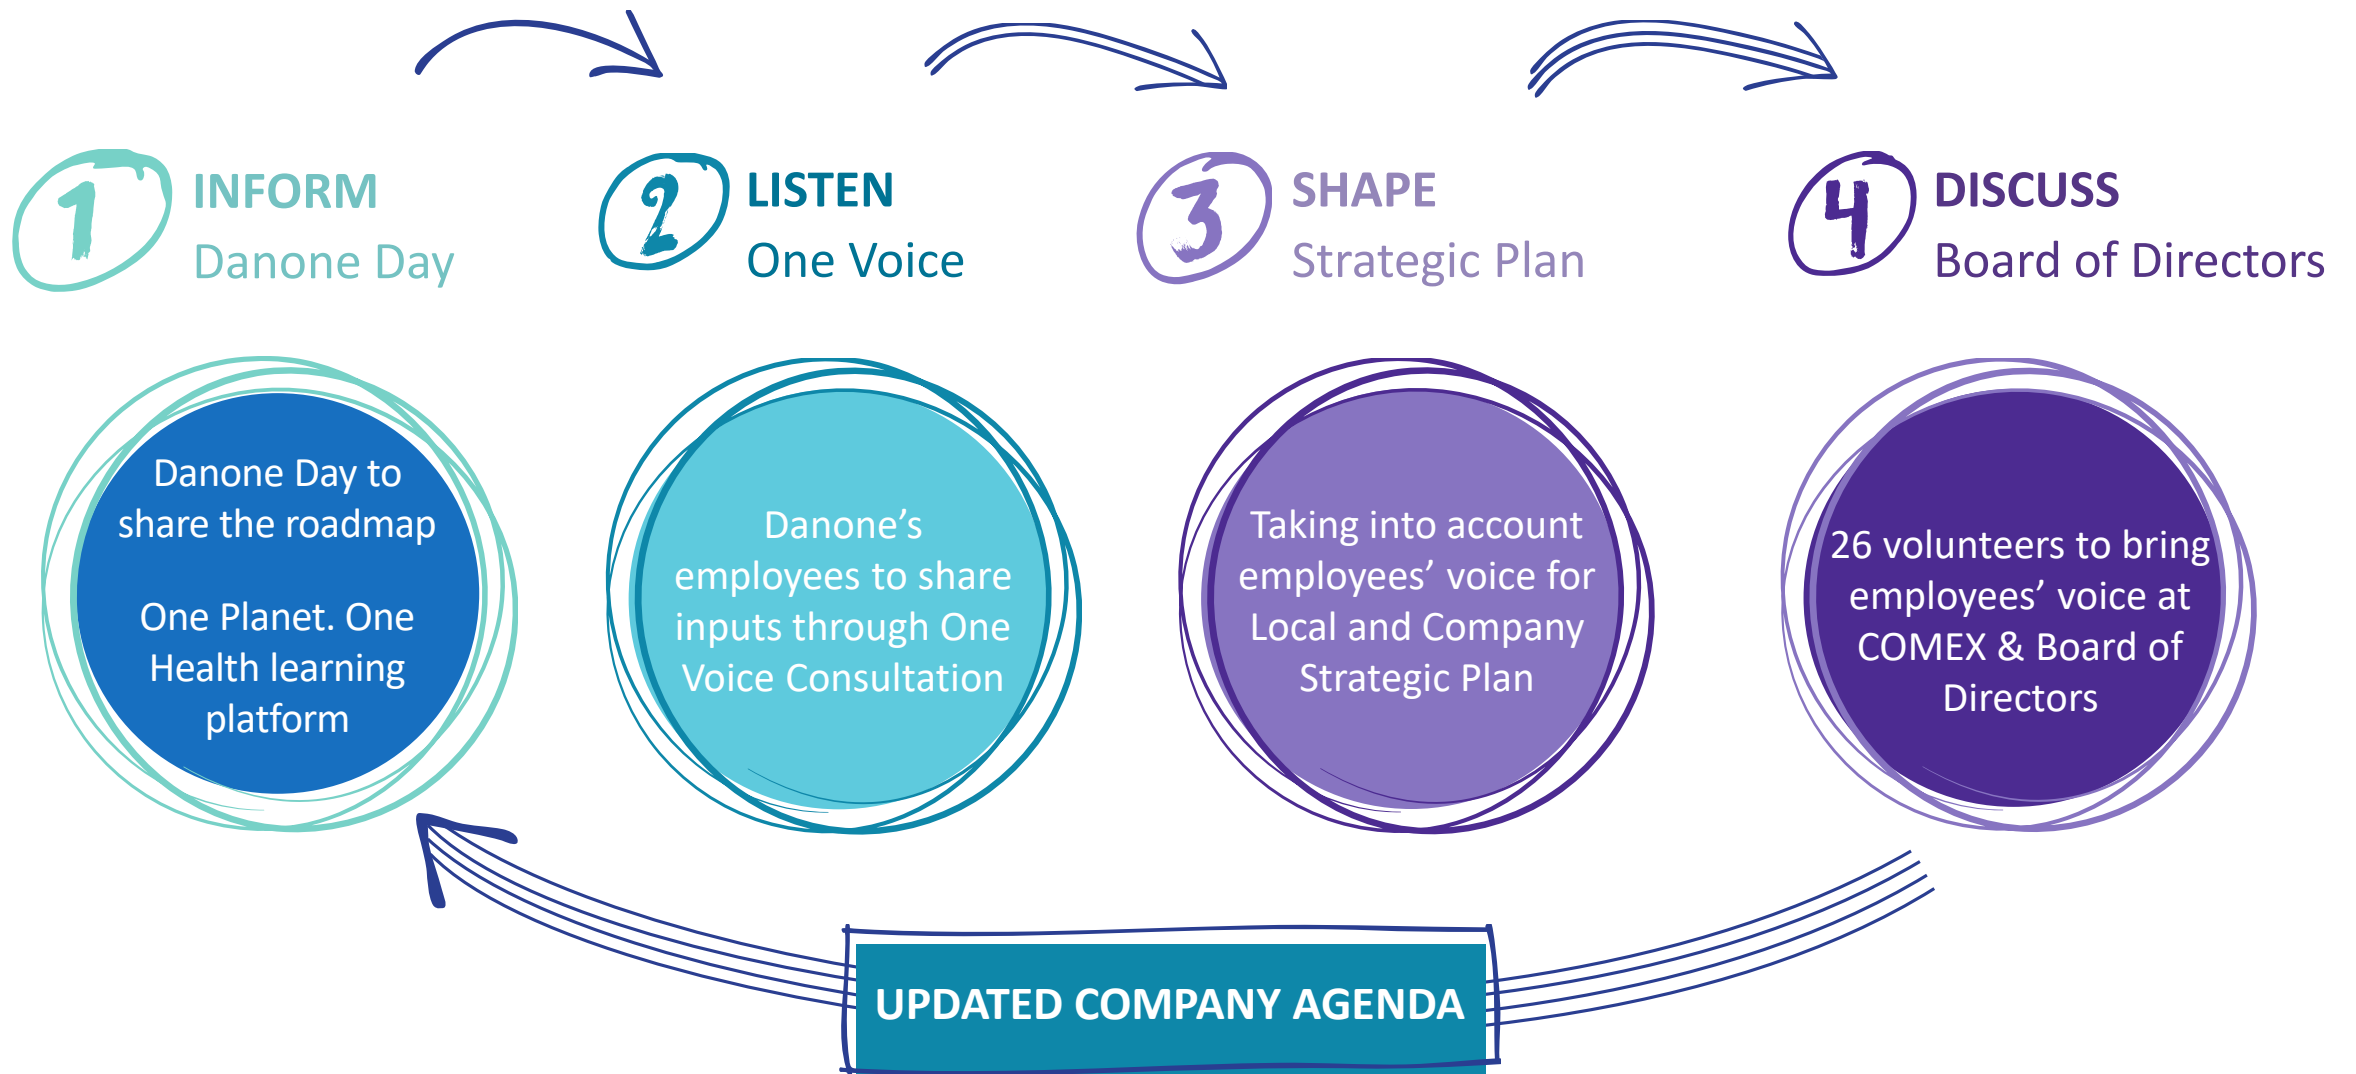 1
INFORM
Danone Day
2
LISTEN
One Voice
3
SHAPE
Strategic Plan
4
DISCUSS
Board of Directors
Danone Day to
share the roadmap
One Planet. One
Health learning
platform
Danone’s
employees to share
inputs through One
Voice Consultation
Taking into account
employees’ voice for
Local and Company
Strategic Plan
26 volunteers to bring
employees’ voice at
COMEX & Board of
Directors
UPDATED COMPANY AGENDA